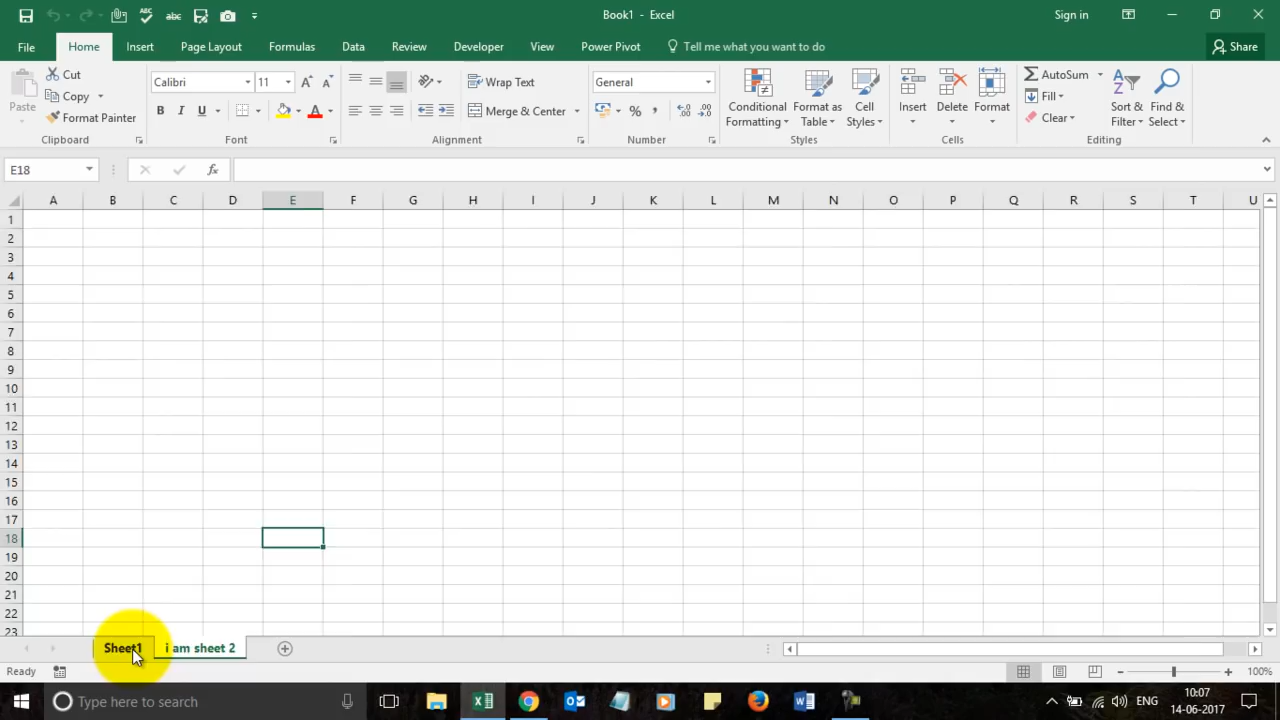 Book1 - Excel
Sign in
File Home Insert Page Layout Formulas Data Review Developer View Power Pivot Tell me what you want to do Share
Paste
Cut
Copy
Format Painter
Clipboard
Calibri 11
B I U
Font
Wrap Text
Merge & Center
Alignment
General
%
Number
Conditional Formatting
Format as Table
Cell Styles
Styles
Insert
Delete
Format
Cells
AutoSum
Fill
Clear
Sort & Filter
Find & Select
Editing
E18
fx
A B C D E F G H I J K L M N O P Q R S T U
1
2
3
4
5
6
7
8
9
10
11
12
13
14
15
16
17
18
19
20
21
22
23
Sheet1 i am sheet 2
Ready 100%
Type here to search
ENG
10:07
14-06-2017